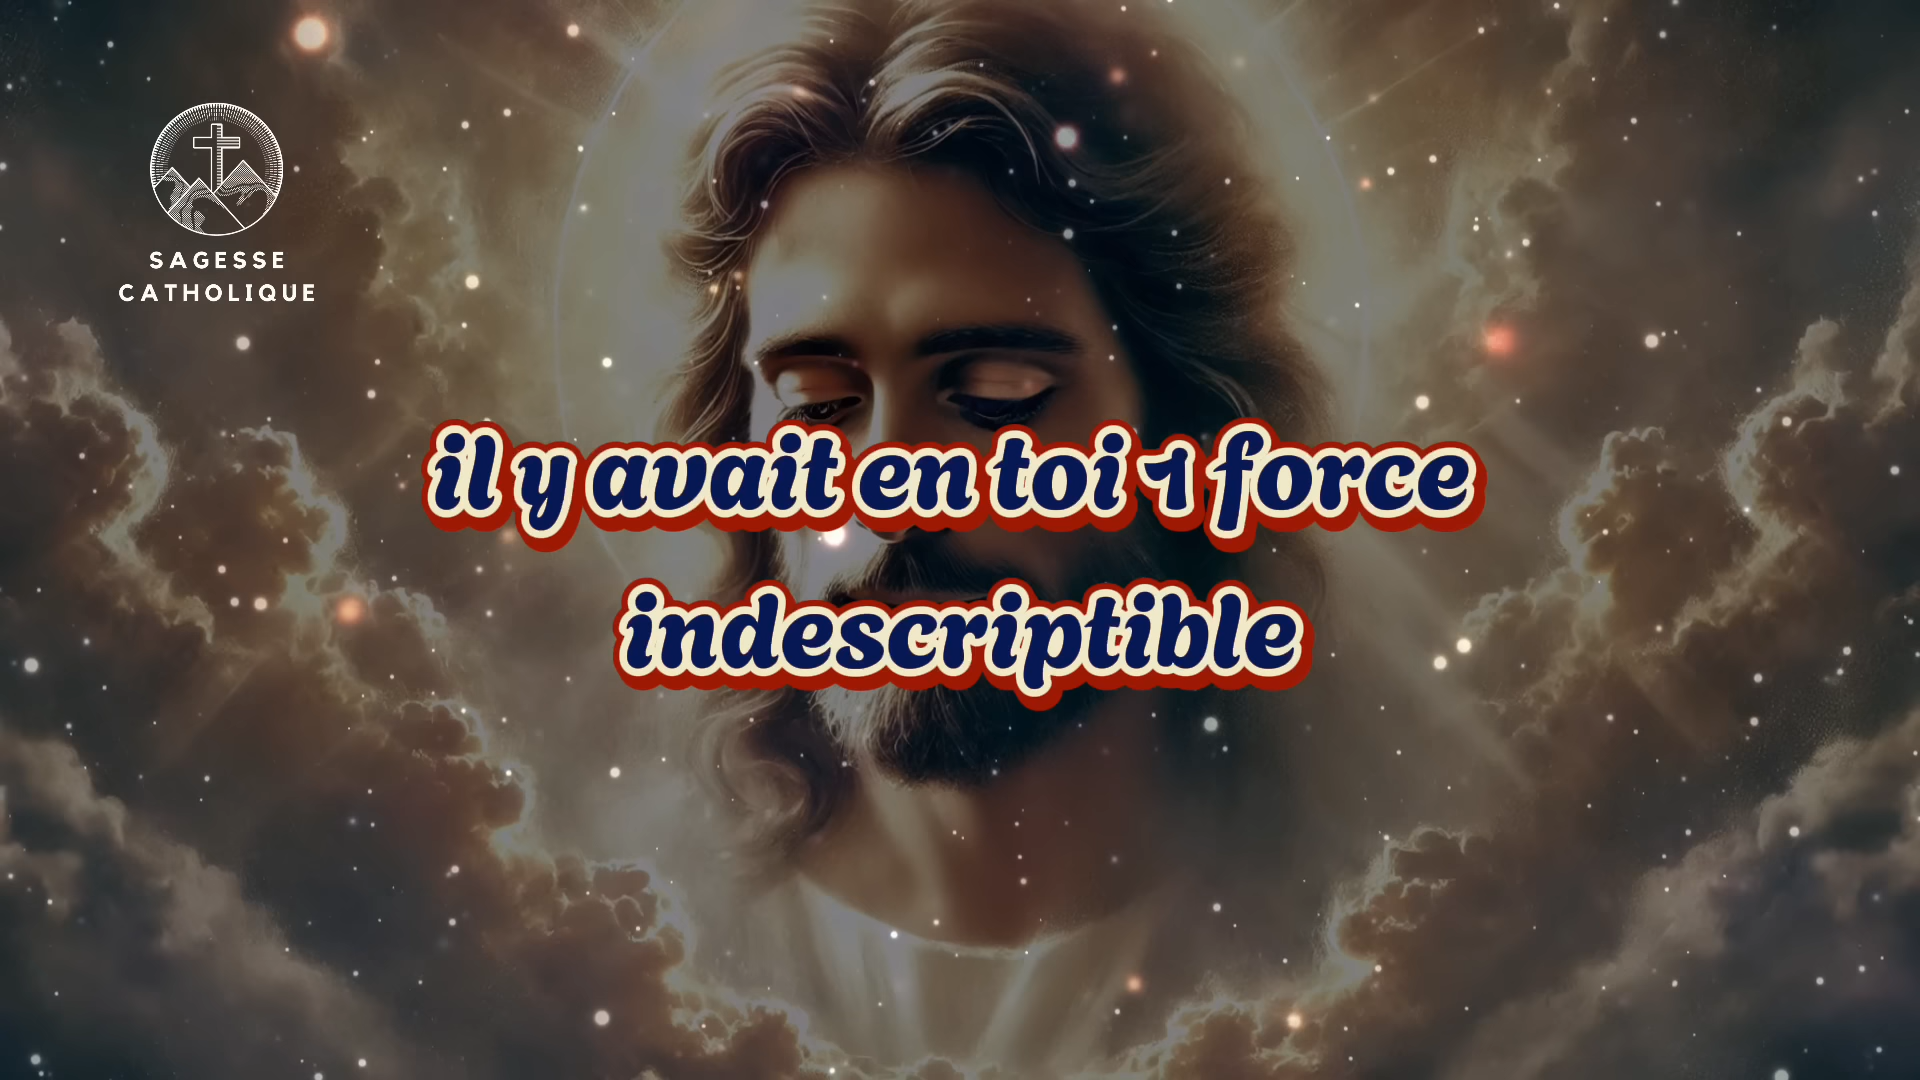 SAGESSE
CATHOLIQUE
il y avait en toi 1 force
indescriptible